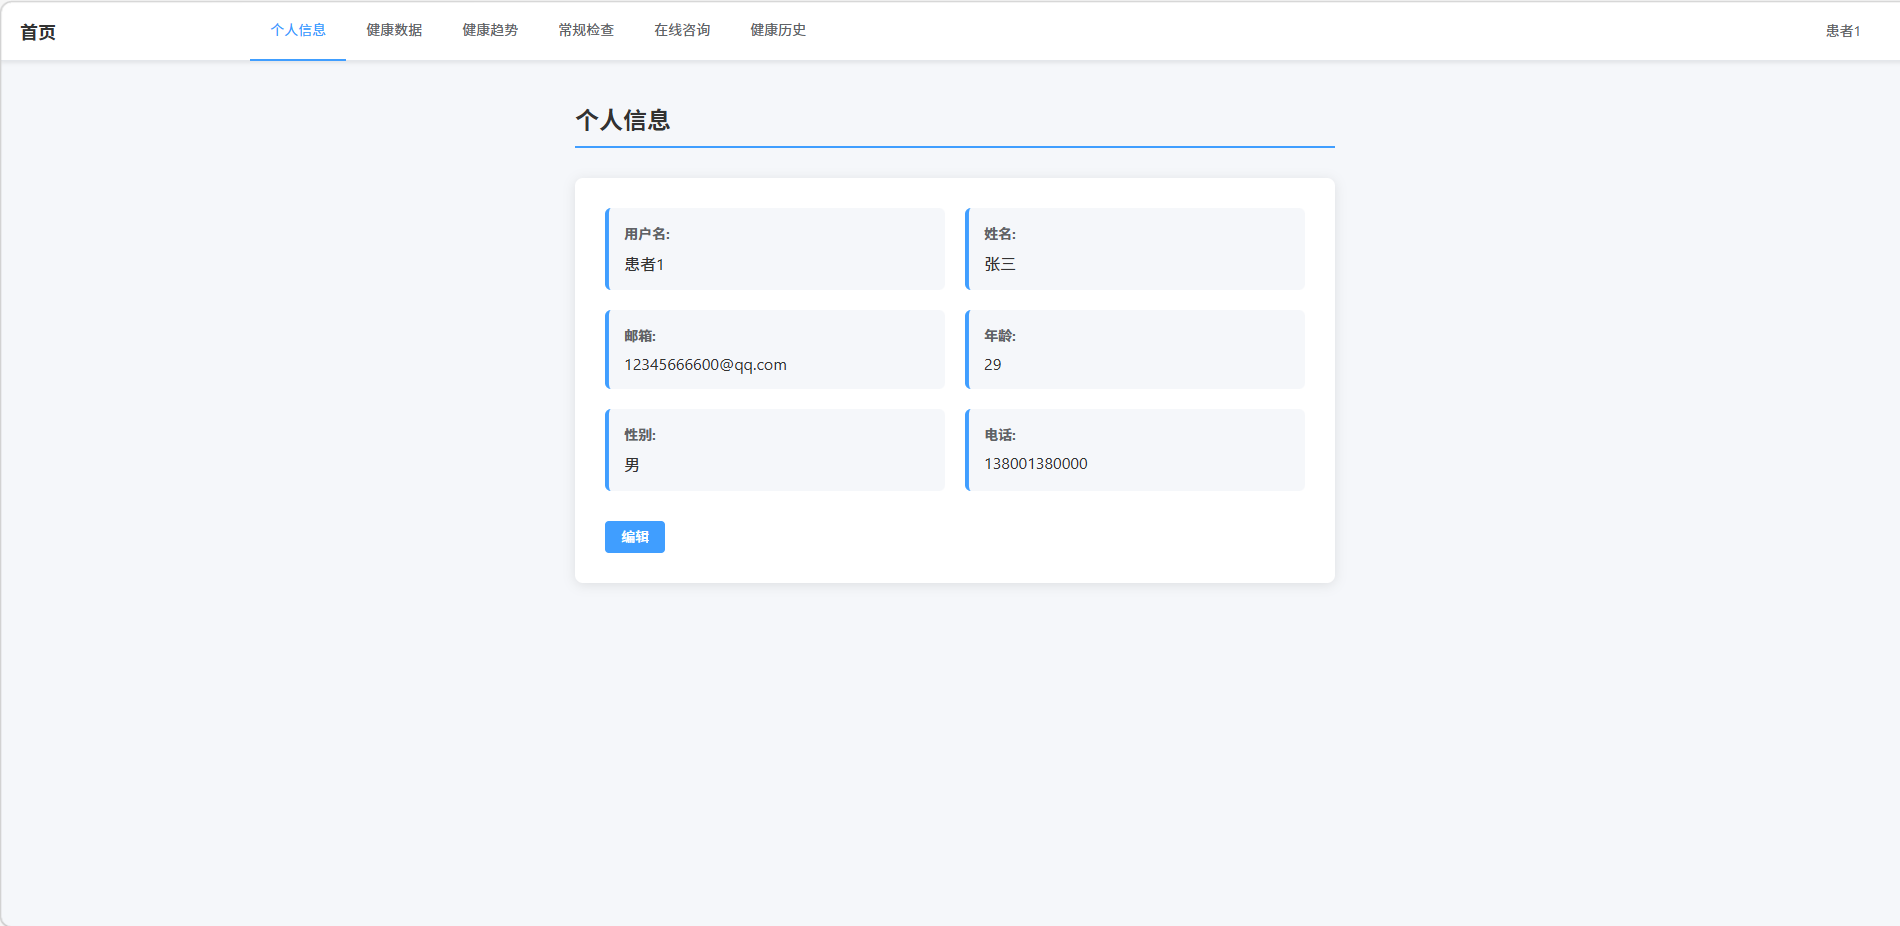 首页 个人信息 健康数据 健康趋势 常规检查 在线咨询 健康历史 患者1
个人信息
用户名: 姓名:
患者1 张三
邮箱: 年龄:
12345666600@qq.com 29
性别: 电话:
男 138001380000
编辑